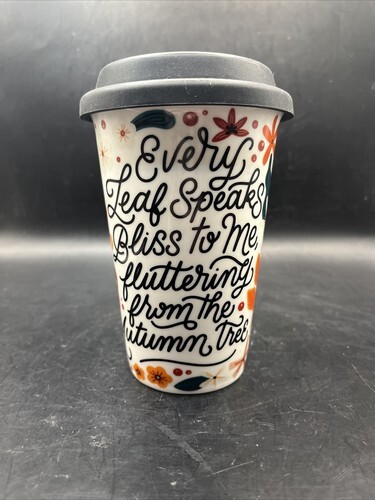 Every
Leaf Speaks
Bliss to Me,
fluttering
from the
Autumn Tree